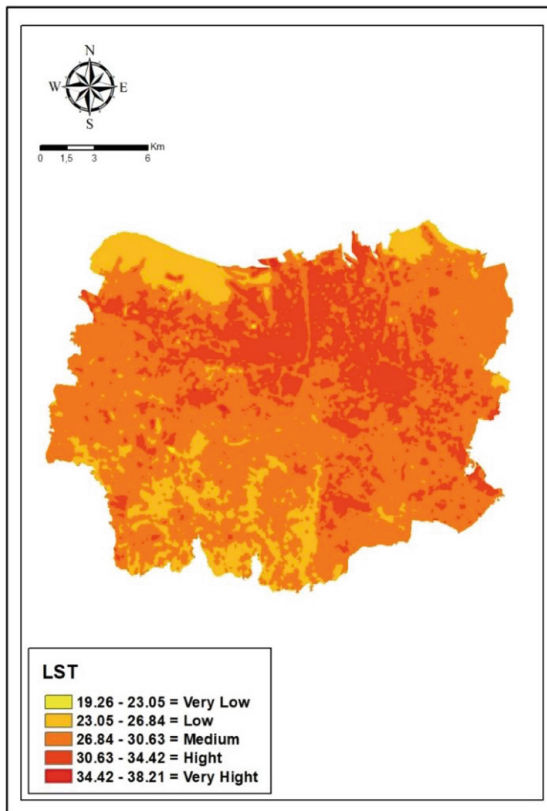 N
W E
S
Km
0 1,5 3 6
LST
19.26 - 23.05 = Very Low
23.05 - 26.84 = Low
26.84 - 30.63 = Medium
30.63 - 34.42 = Hight
34.42 - 38.21 = Very Hight